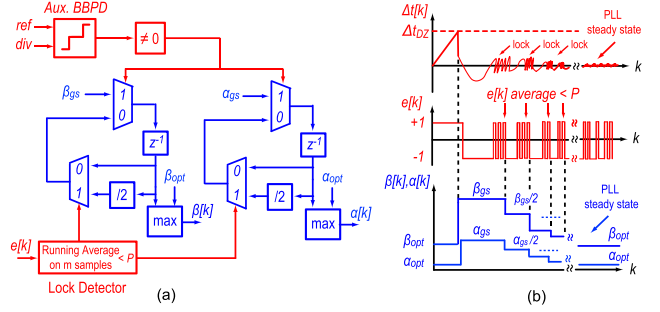 Aux. BBPD
ref
div
≠ 0
β_gs
1
0
z⁻¹
0
1
/2
β_opt
max
β[k]
α_gs
1
0
z⁻¹
0
1
/2
α_opt
max
α[k]
e[k]
Running Average
on m samples
< P
Lock Detector
(a)
Δt[k]
Δt_DZ
lock
lock
lock
PLL
steady state
k
e[k]
e[k] average < P
+1
-1
k
β[k],α[k]
β_gs
β_gs/2
α_gs
α_gs/2
PLL
steady state
β_opt
α_opt
β_opt
α_opt
k
(b)